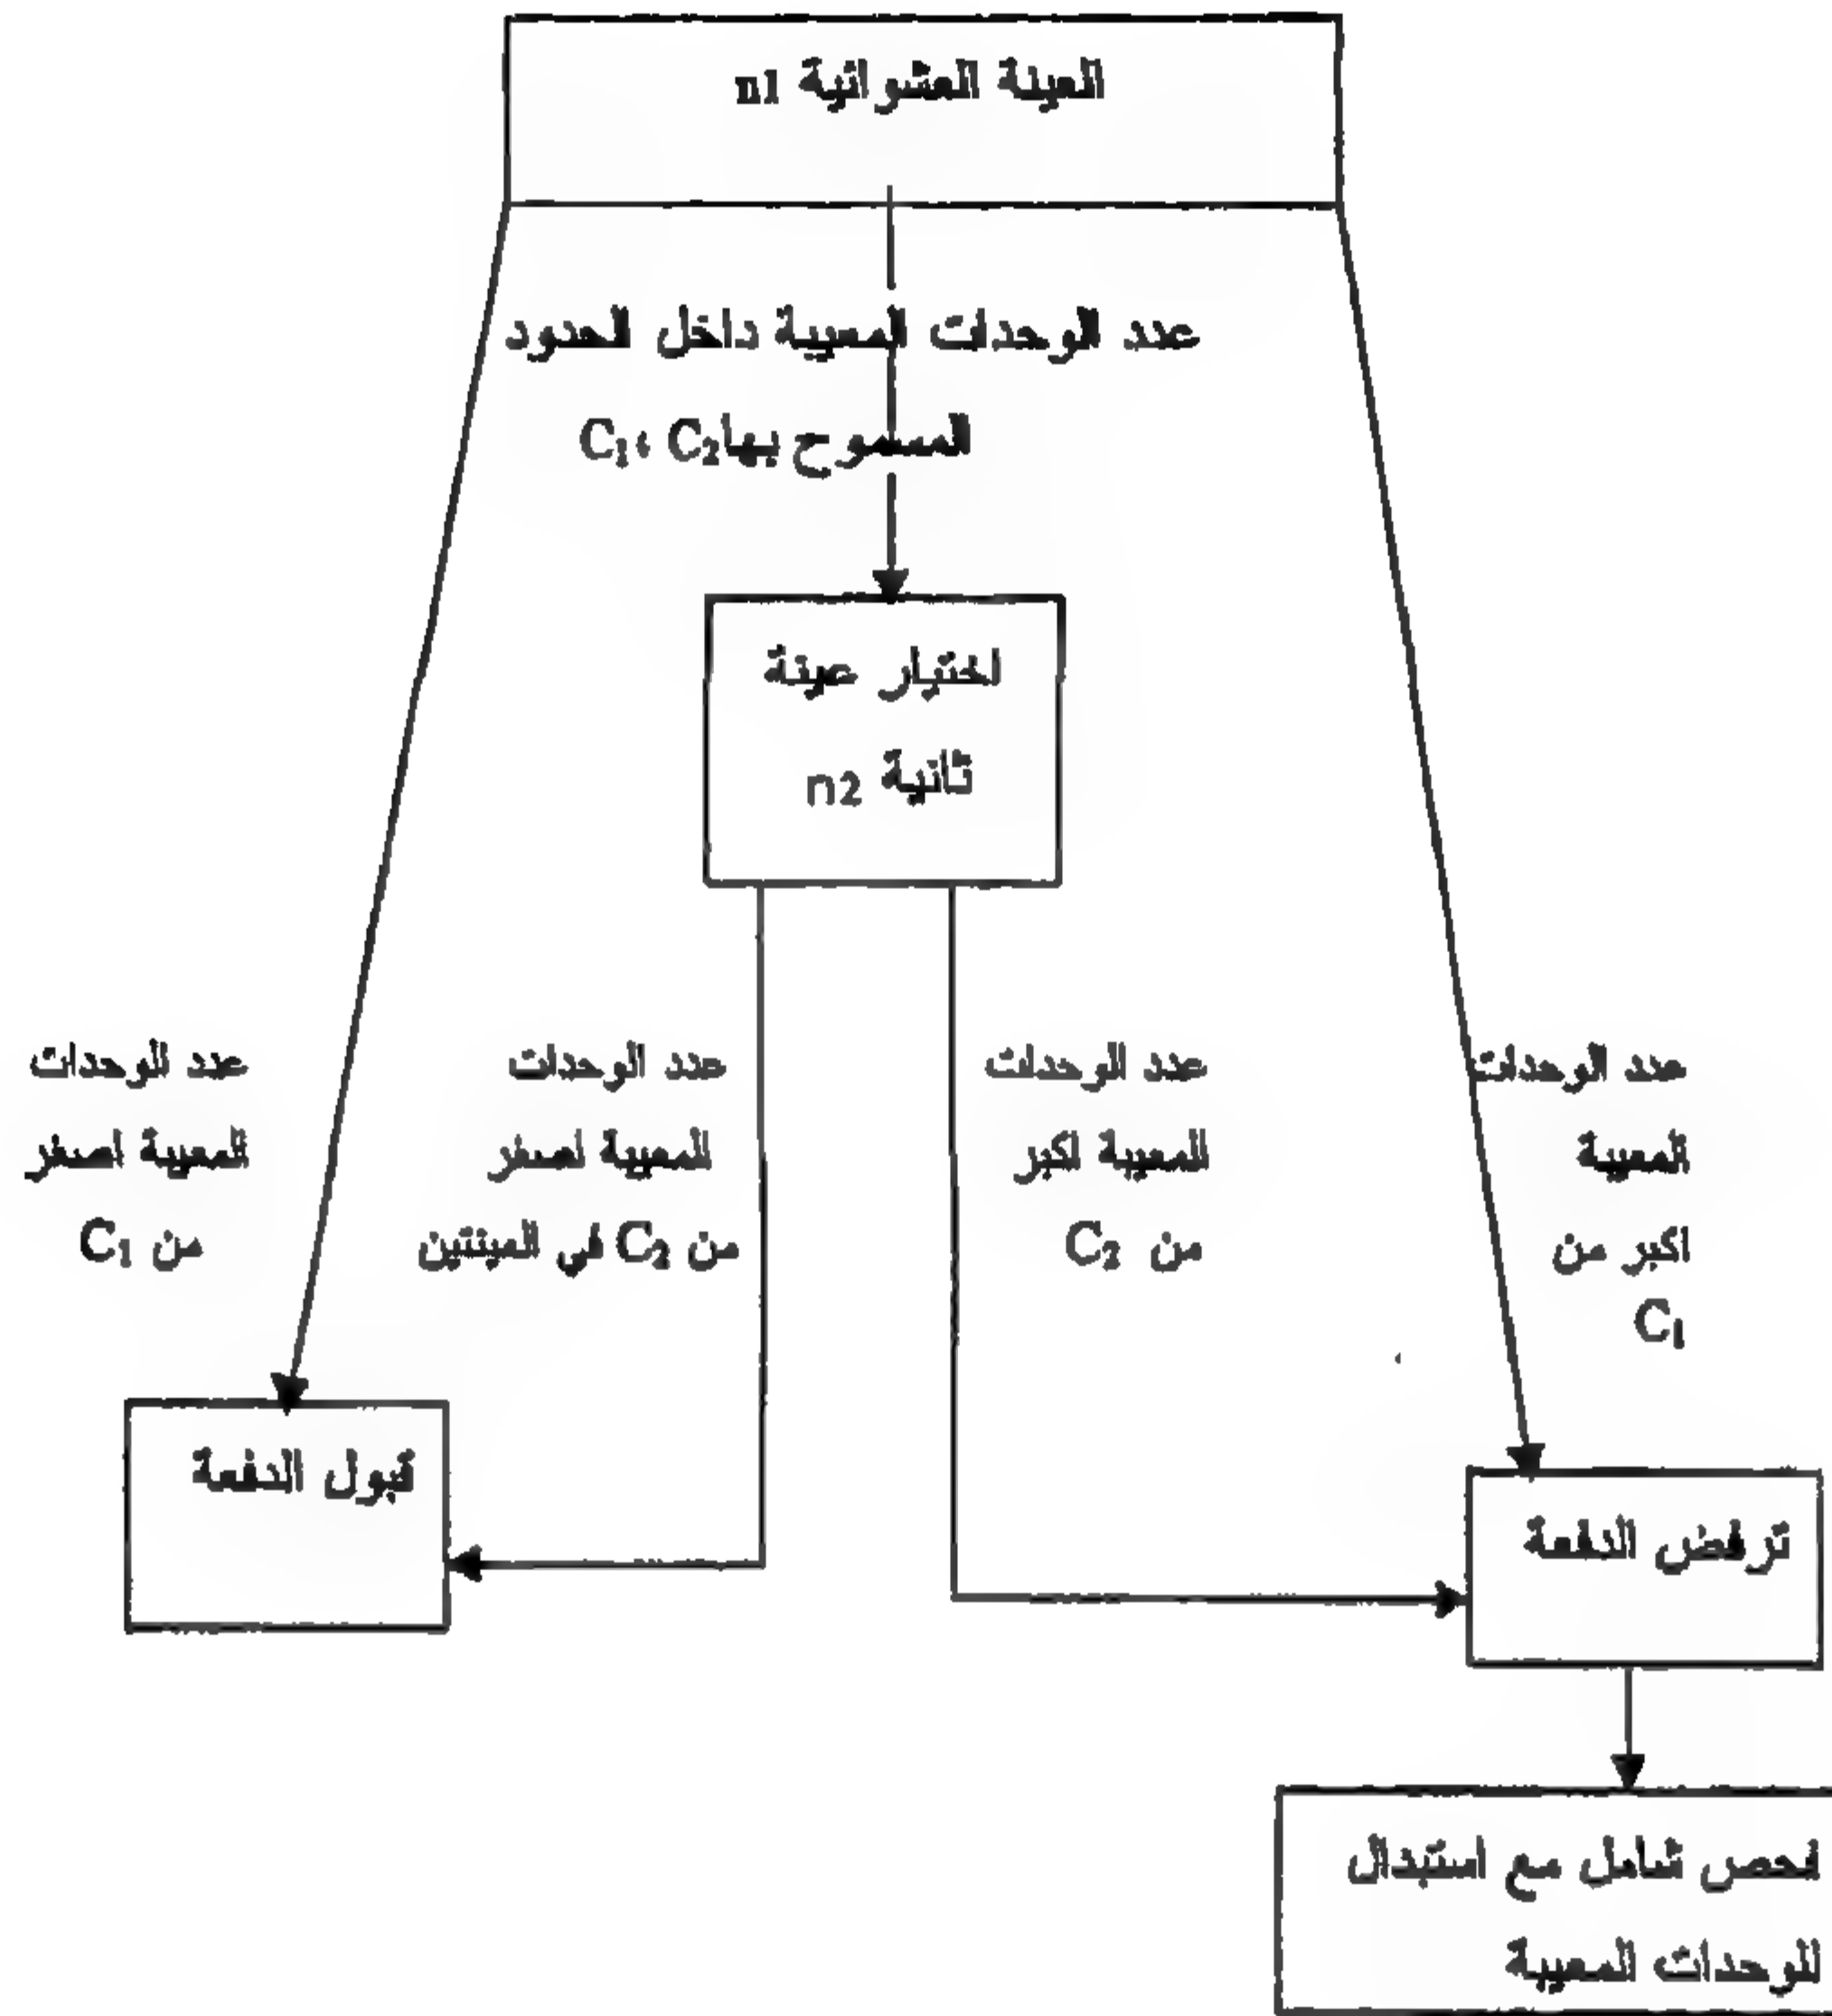 العينة العشوائية n1
عدد الوحدات المعيبة داخل الحدود
المسموح بها C1، C2
اختيار عينة
ثانية n2
عدد الوحدات
المعيبة اكبر من
C1
عدد الوحدات
المعيبة اكبر
من C2
عدد الوحدات
المعيبة اصغر
من C2 في العينتين
عدد الوحدات
المعيبة اصغر
من C1
قبول الدفعة
ترفض الدفعة
فحص شامل مع استبدال
الوحدات المعيبة